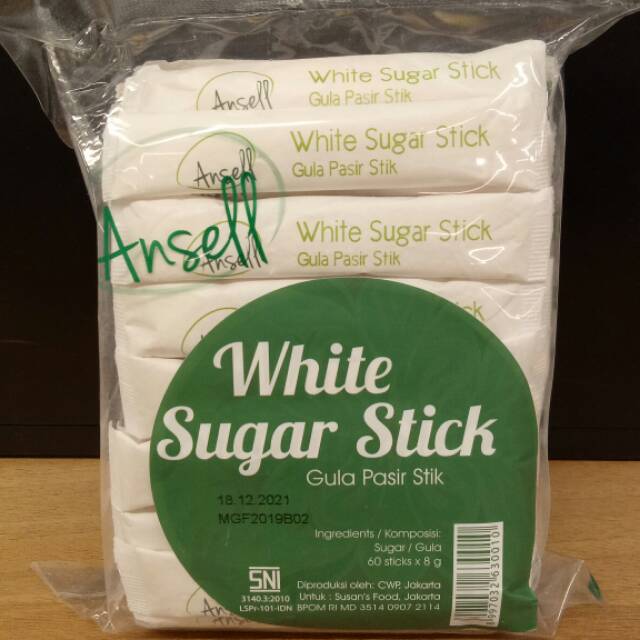 Ansell
White Sugar Stick
Gula Pasir Stik
Ansell
White Sugar Stick
Gula Pasir Stik
Ansell
Ansell
White Sugar Stick
Gula Pasir Stik
White
Sugar Stick
Gula Pasir Stik
18.12.2021
MGF2019B02
Ingredients / Komposisi:
Sugar / Gula
60 sticks x 8 g
SNI
3140.3:2010
LSPr-101-IDN
Diproduksi oleh: CWP, Jakarta
Untuk : Susan's Food, Jakarta
BPOM RI MD 3514 0907 2114
Ansell